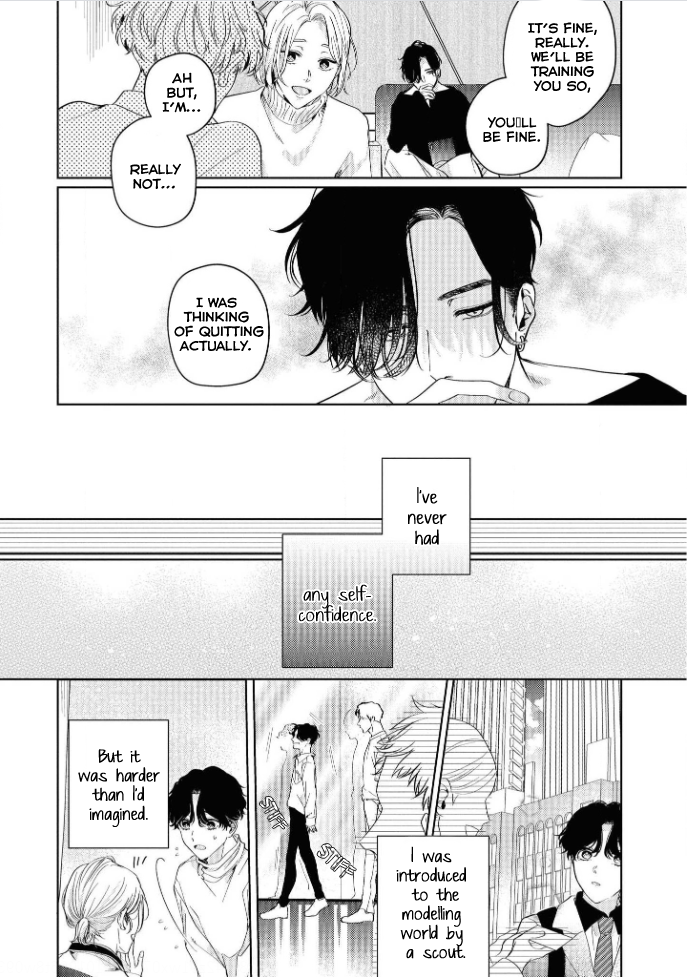 IT'S FINE,
REALLY.
WE'LL BE
TRAINING
YOU SO,
YOU▯LL
BE FINE.
AH
BUT,
I'M...
REALLY
NOT...
I WAS
THINKING
OF QUITTING
ACTUALLY.
I've
never
had
any self-
confidence.
I was
introduced
to the
modelling
world by
a scout.
STIFF
STIFF
But it
was harder
than I'd
imagined.